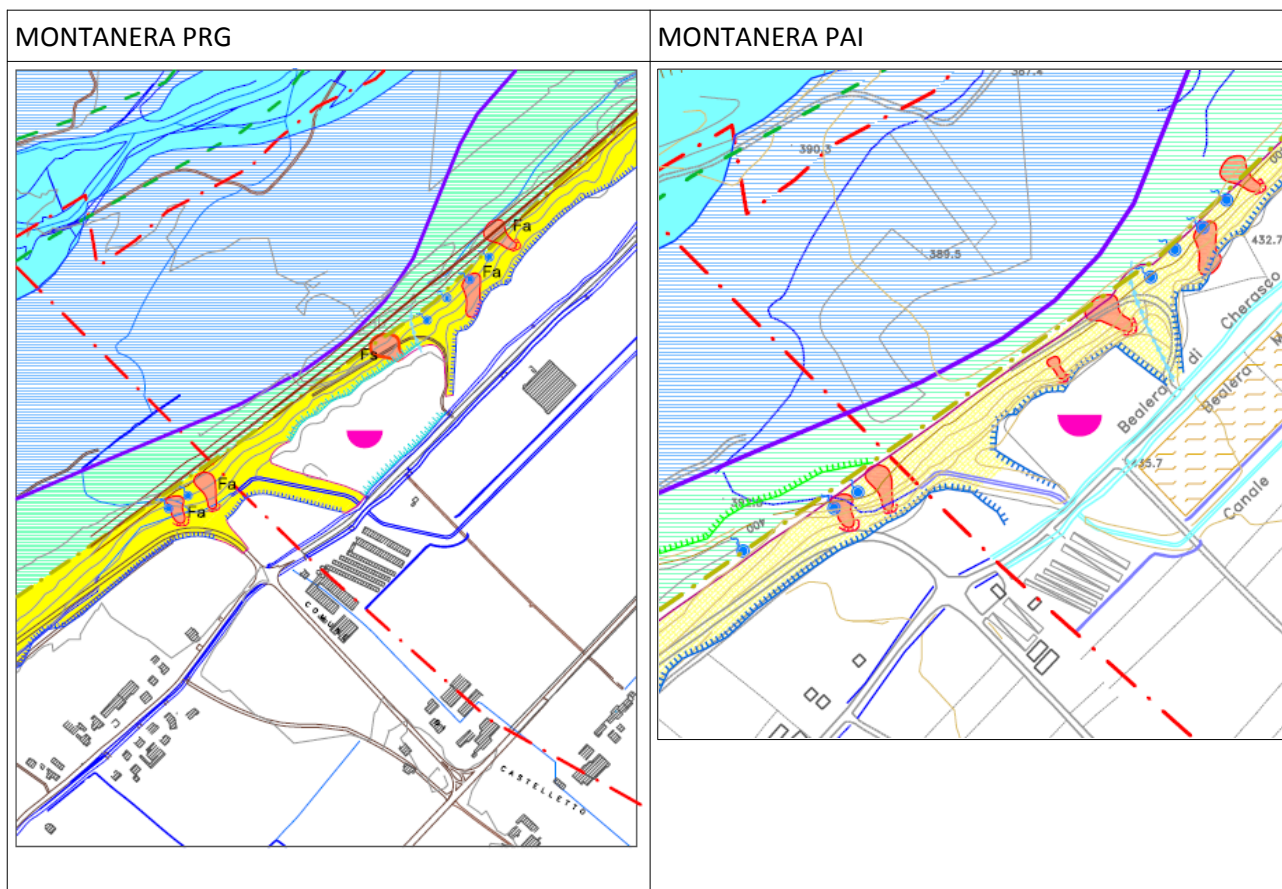 MONTANERA PRG
Fa
Fa
Fs
Fa
Fa
COMUNE
CASTELLETTO
MONTANERA PAI
387.4
390.3
389.5
432.7
Bealera di Cherasco
Bealera M
435.7
Canale
400